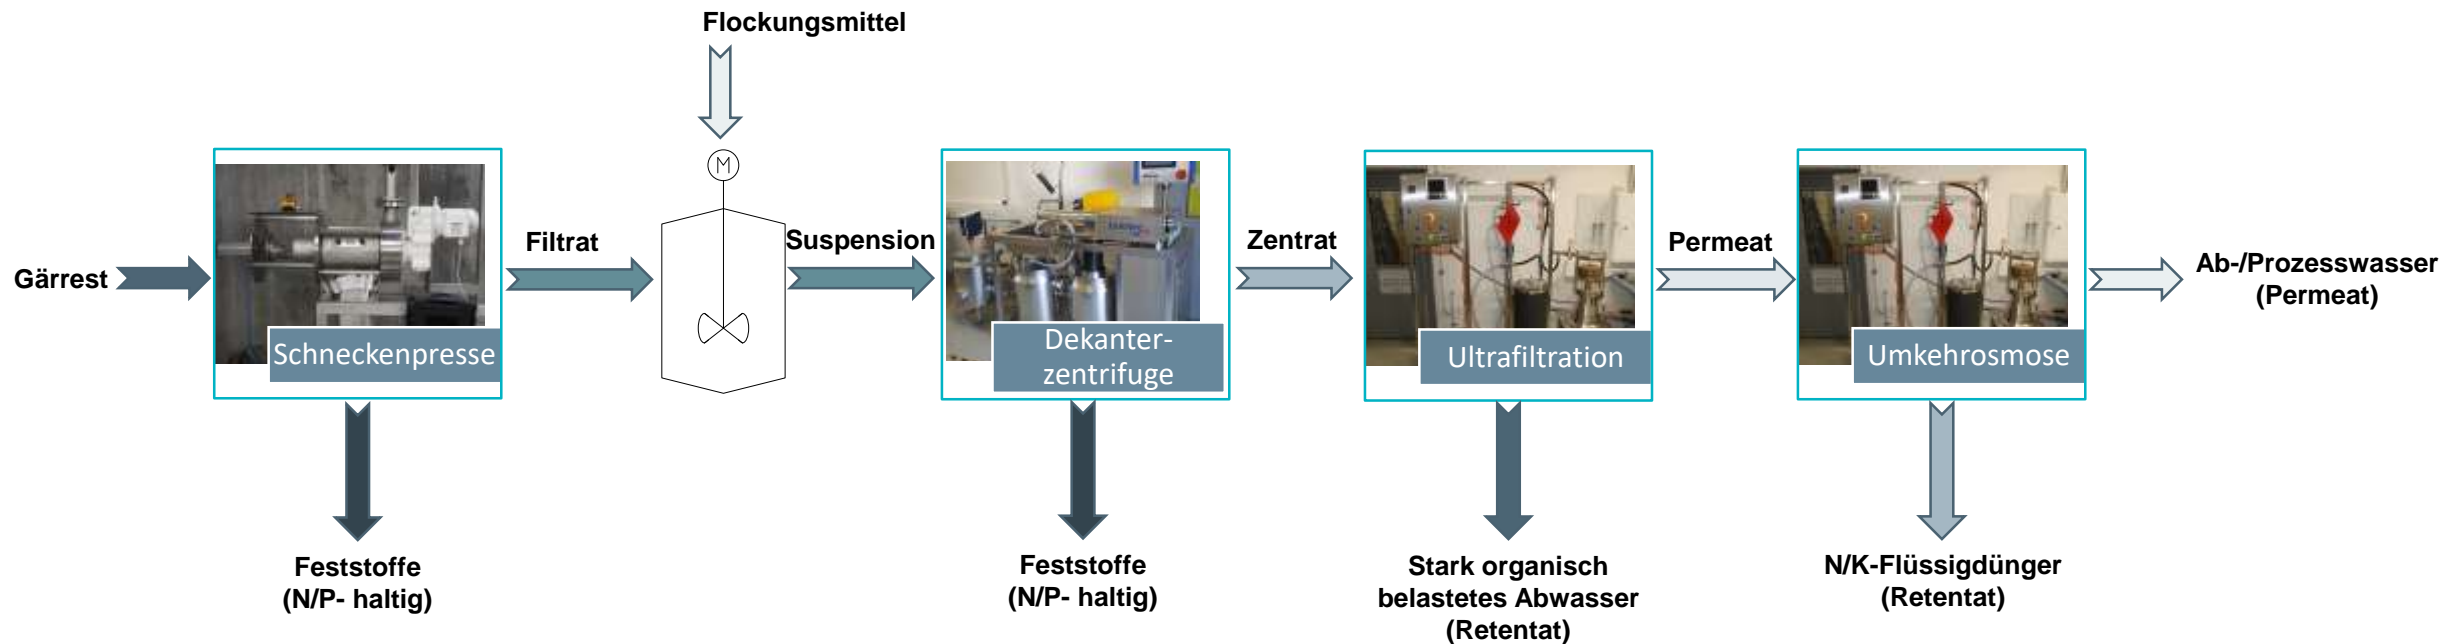 Flockungsmittel
M
Gärrest
Schneckenpresse
Filtrat
Suspension
Dekanter-
zentrifuge
Zentrat
Ultrafiltration
Permeat
Umkehrosmose
Ab-/Prozesswasser
(Permeat)
Feststoffe
(N/P- haltig)
Feststoffe
(N/P- haltig)
Stark organisch
belastetes Abwasser
(Retentat)
N/K-Flüssigdünger
(Retentat)